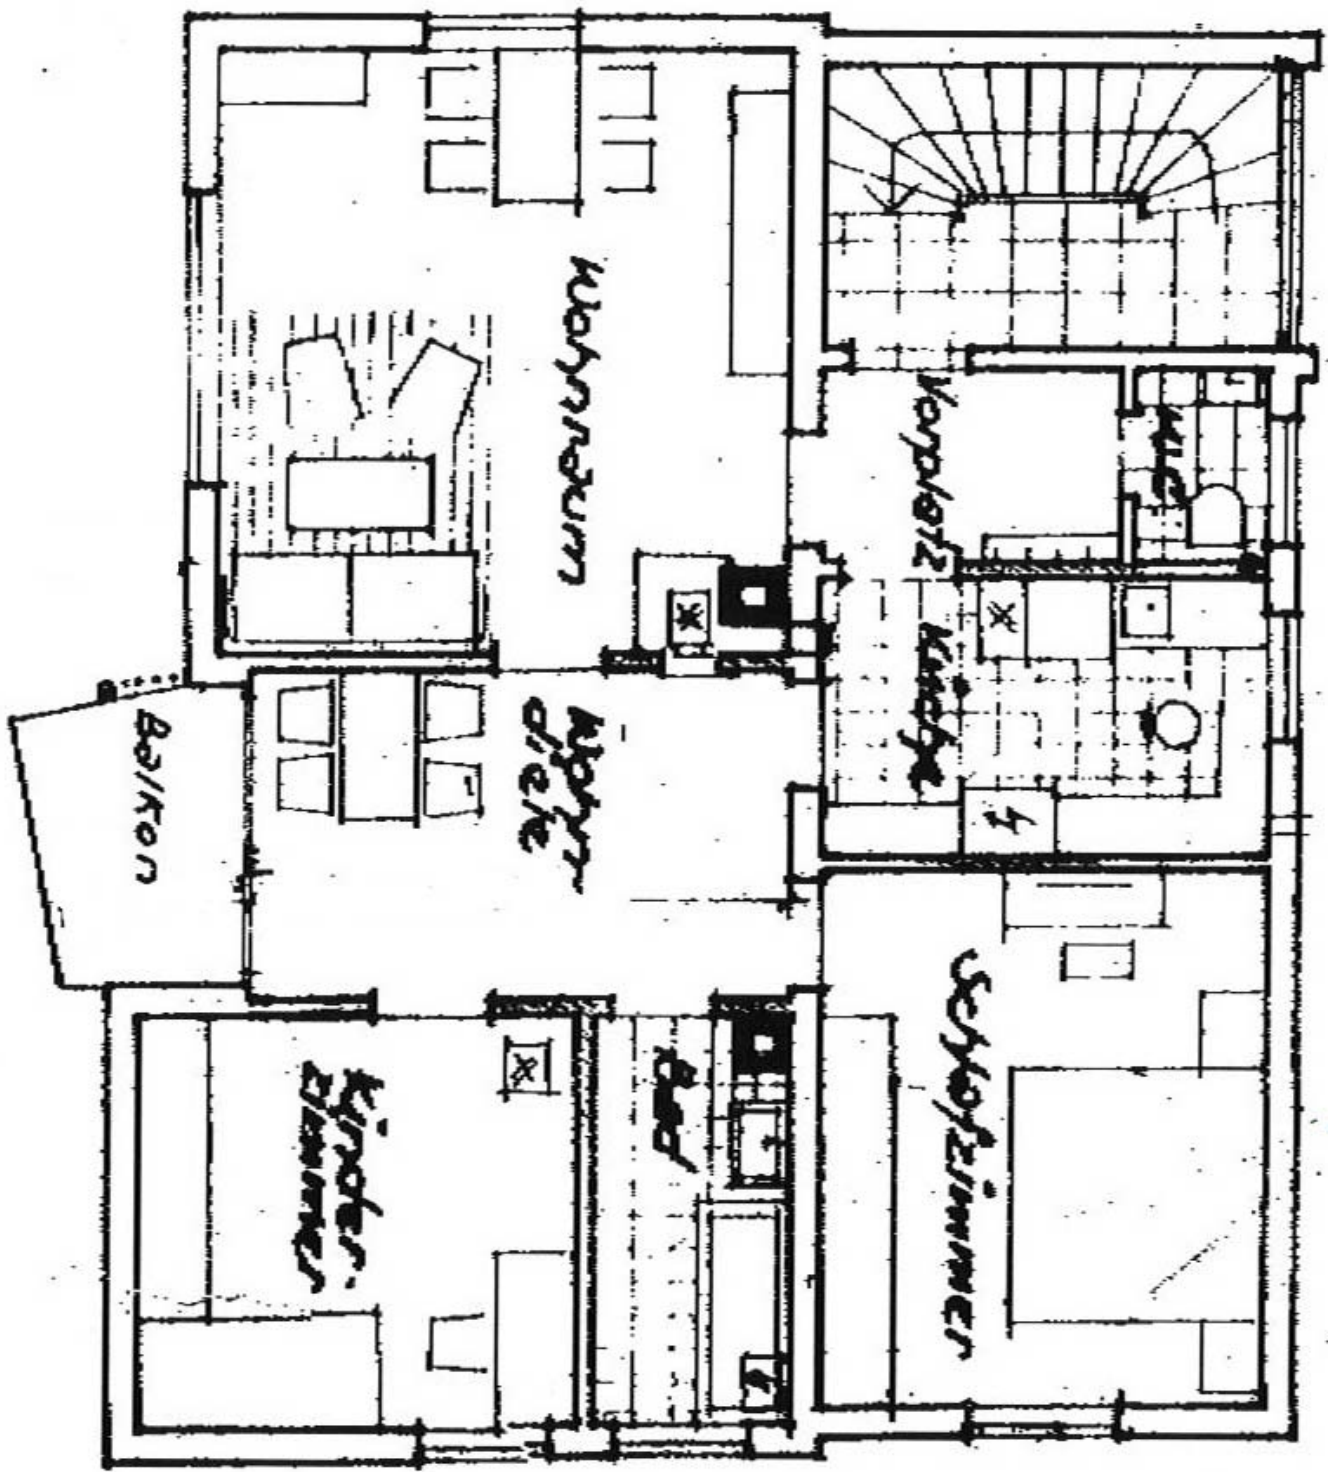 Wohnraum
Vorplatz
WC
Küche
Wohn-
diele
Balkon
Schlafzimmer
Bad
Kinder-
zimmer